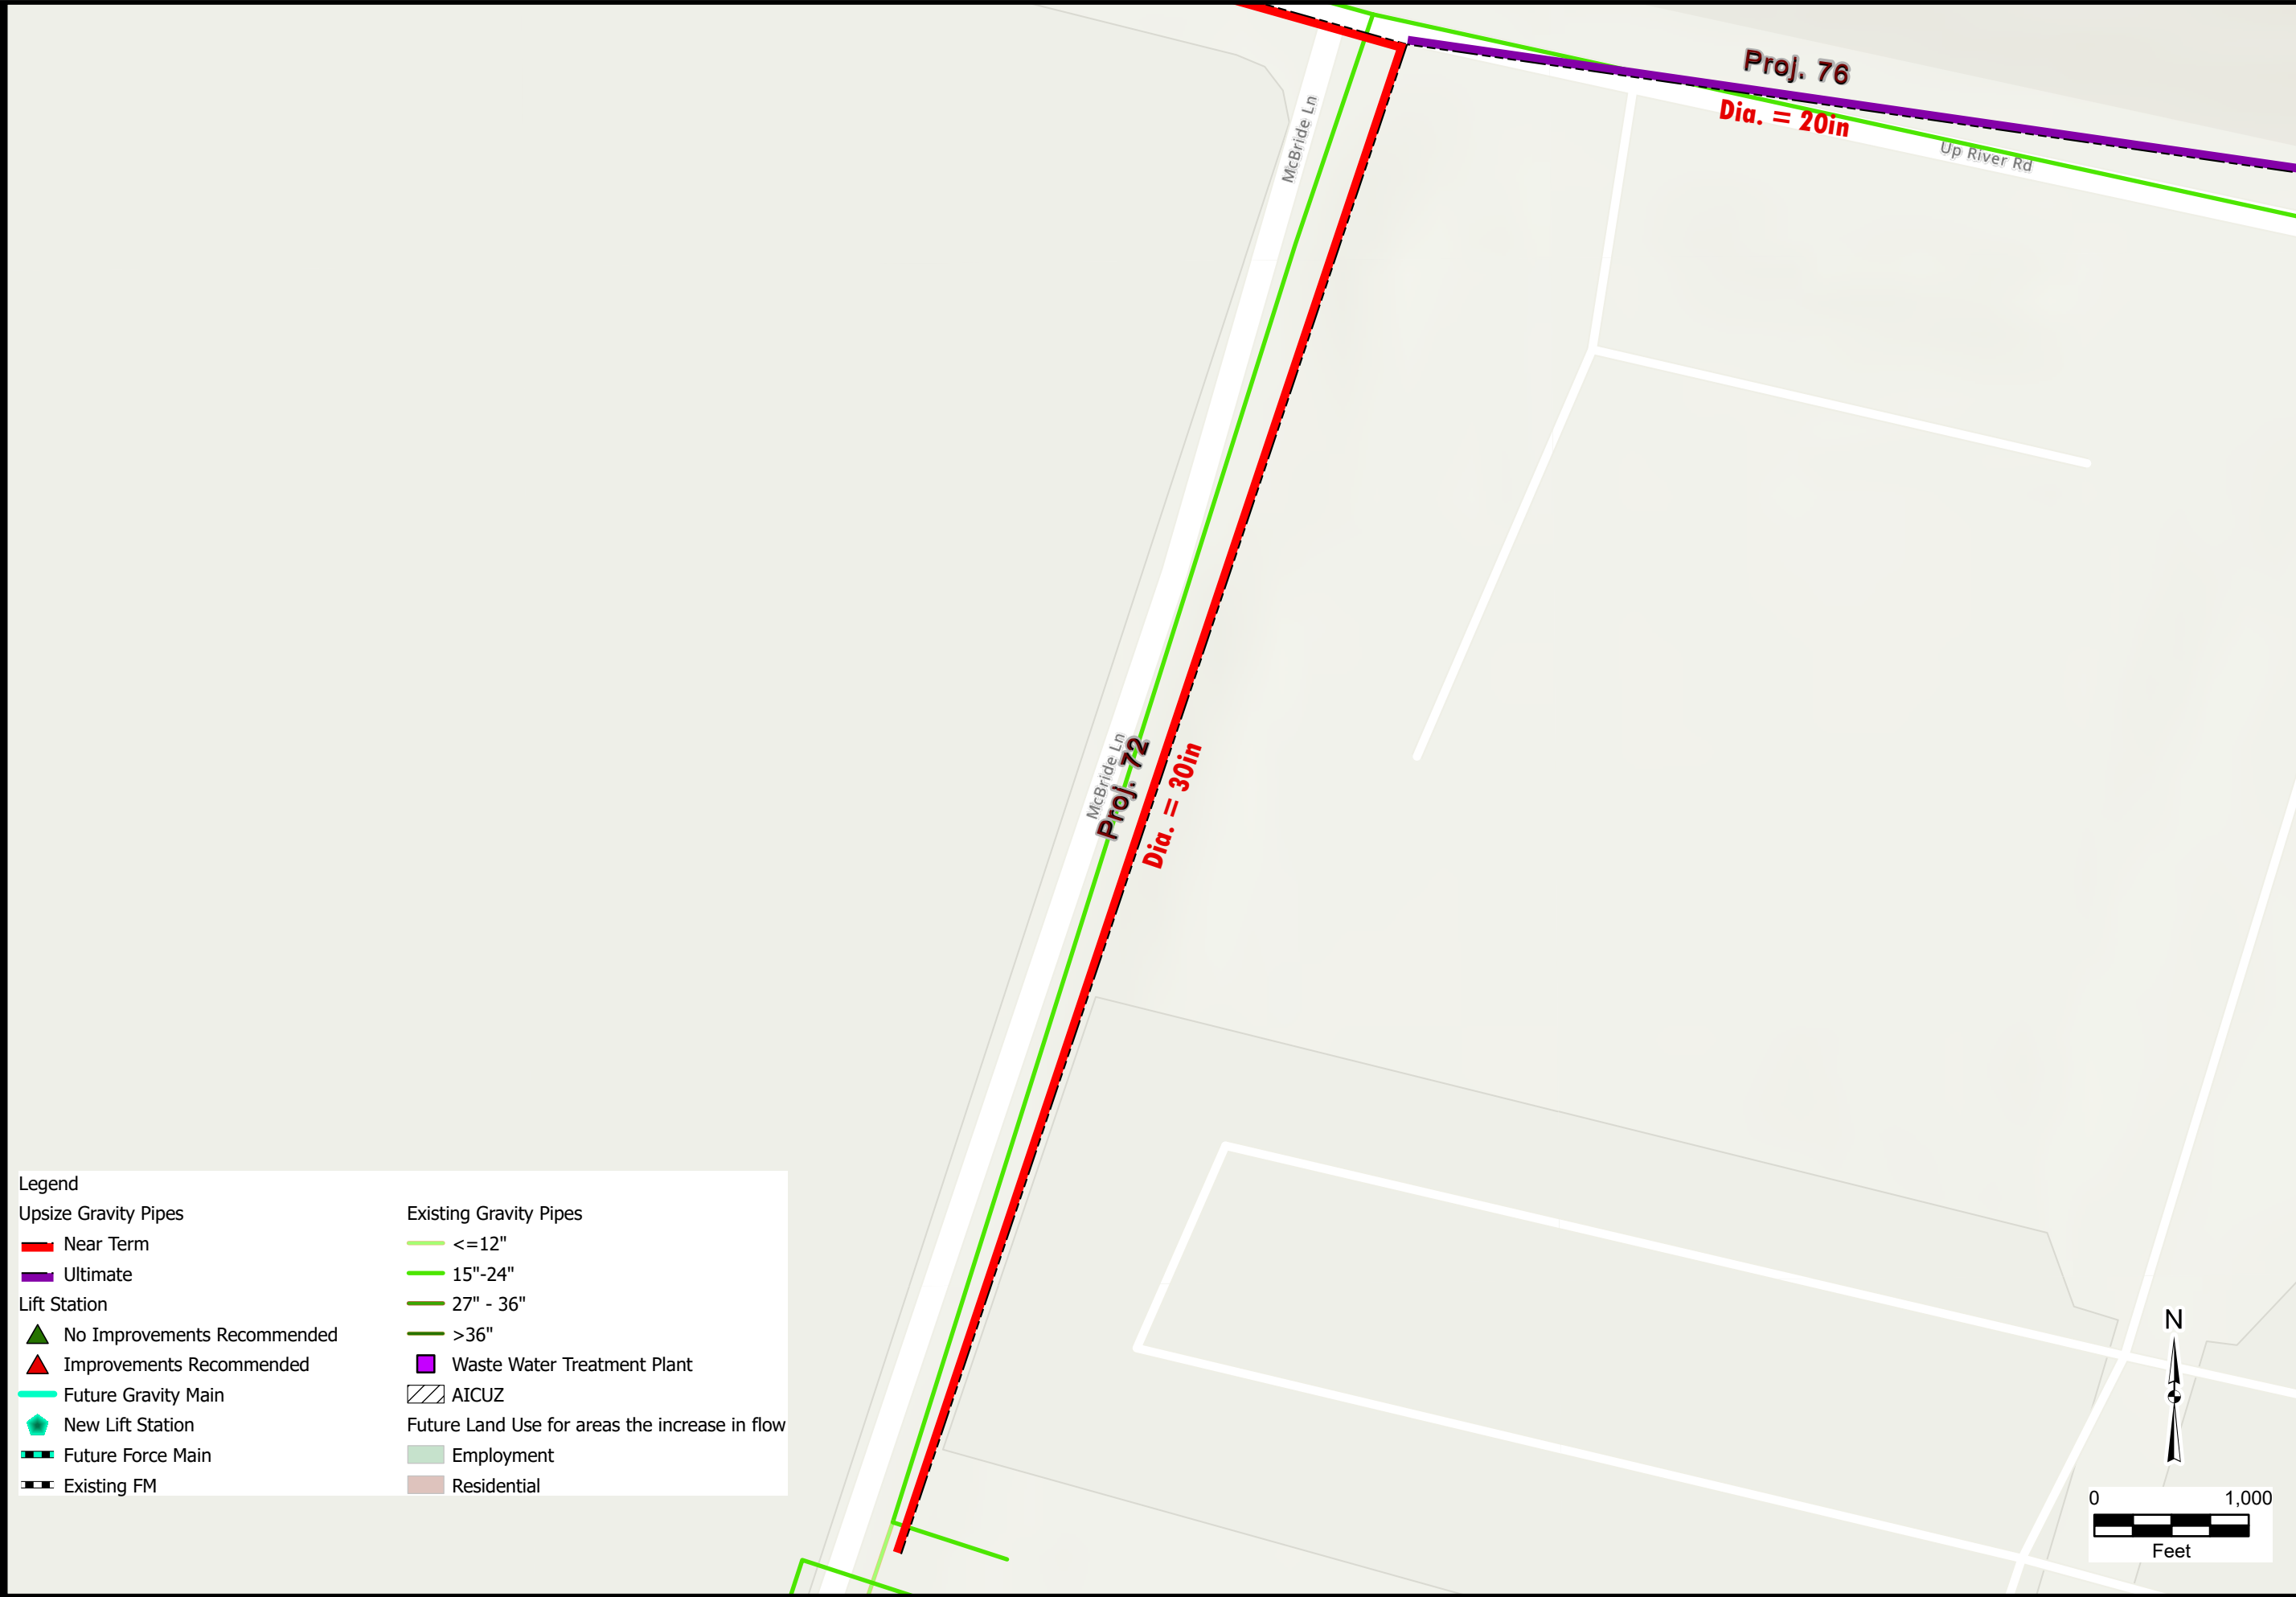 Proj. 76
Dia. = 20in
Up River Rd
McBride Ln
McBride Ln
Proj. 72
Dia. = 30in
Legend
Upsize Gravity Pipes
Near Term
Ultimate
Lift Station
No Improvements Recommended
Improvements Recommended
Future Gravity Main
New Lift Station
Future Force Main
Existing FM
Existing Gravity Pipes
<=12"
15"-24"
27" - 36"
>36"
Waste Water Treatment Plant
AICUZ
Future Land Use for areas the increase in flow
Employment
Residential
N
0 1,000
Feet